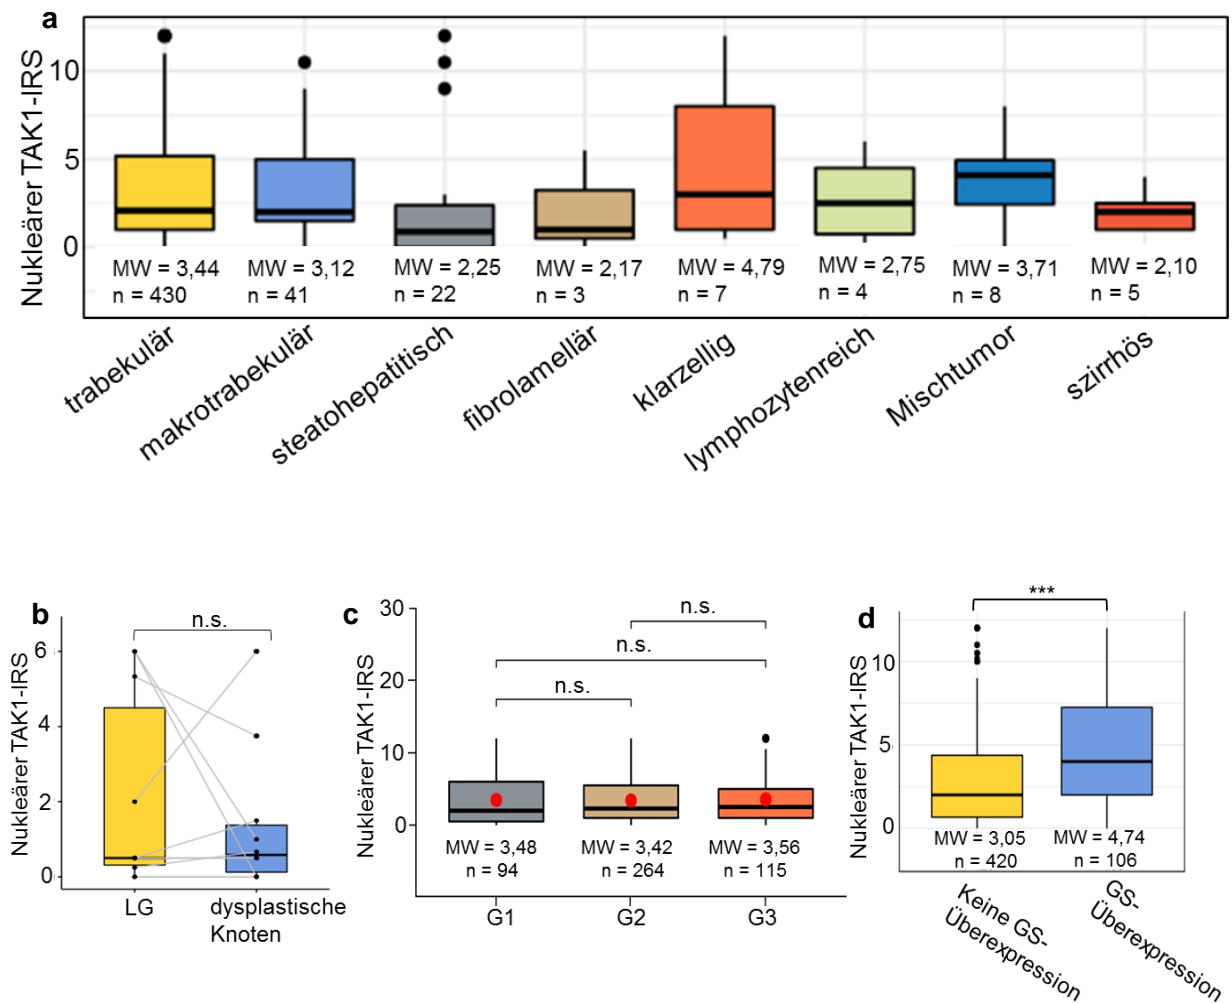 a
Nukleärer TAK1-IRS
10
5
0
MW = 3,44
n = 430
MW = 3,12
n = 41
MW = 2,25
n = 22
MW = 2,17
n = 3
MW = 4,79
n = 7
MW = 2,75
n = 4
MW = 3,71
n = 8
MW = 2,10
n = 5
trabekulär
makrotrabekulär
steatohepatitisch
fibrolamellär
klarzellig
lymphozytenreich
Mischtumor
szirrhös
b
Nukleärer TAK1-IRS
6
4
2
0
n.s.
LG
dysplastische
Knoten
c
Nukleärer TAK1-IRS
30
20
10
0
n.s.
n.s.
n.s.
MW = 3,48
n = 94
MW = 3,42
n = 264
MW = 3,56
n = 115
G1
G2
G3
d
Nukleärer TAK1-IRS
10
5
0
***
MW = 3,05
n = 420
MW = 4,74
n = 106
Keine GS-
Überexpression
GS-
Überexpression